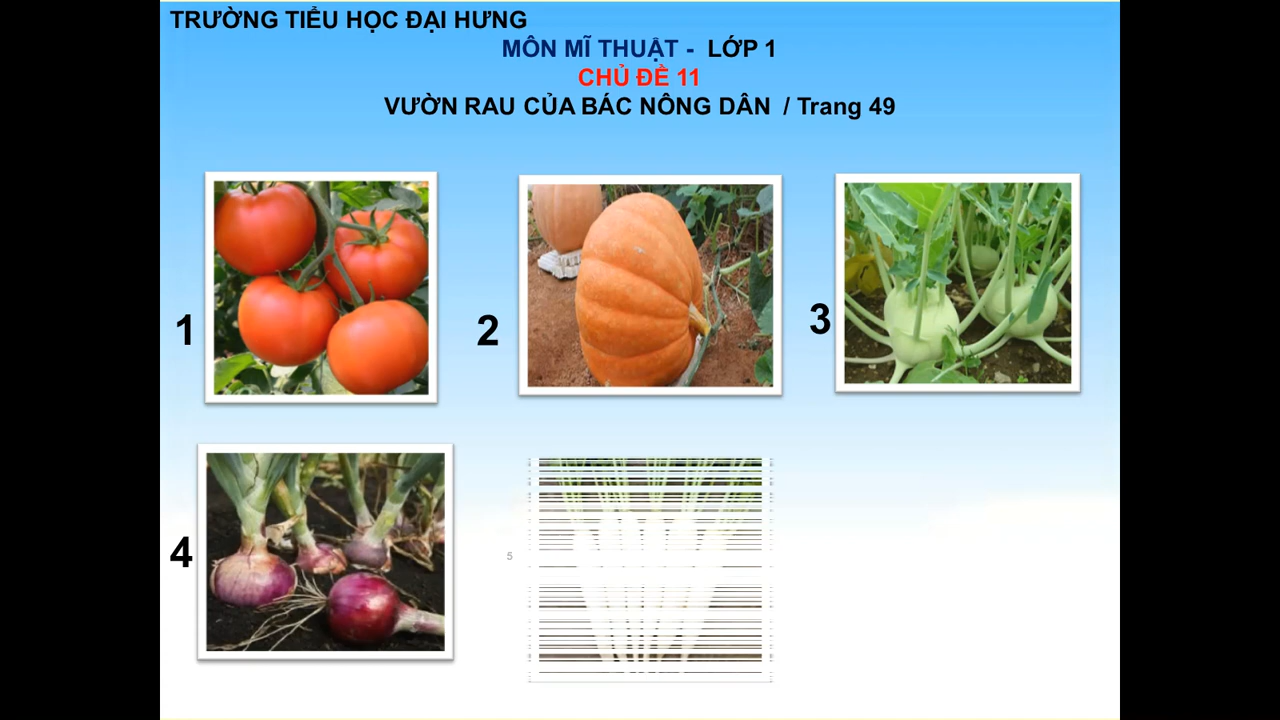 TRƯỜNG TIỂU HỌC ĐẠI HƯNG
MÔN MĨ THUẬT - LỚP 1
CHỦ ĐỀ 11
VƯỜN RAU CỦA BÁC NÔNG DÂN / Trang 49
1
2
3
4
5